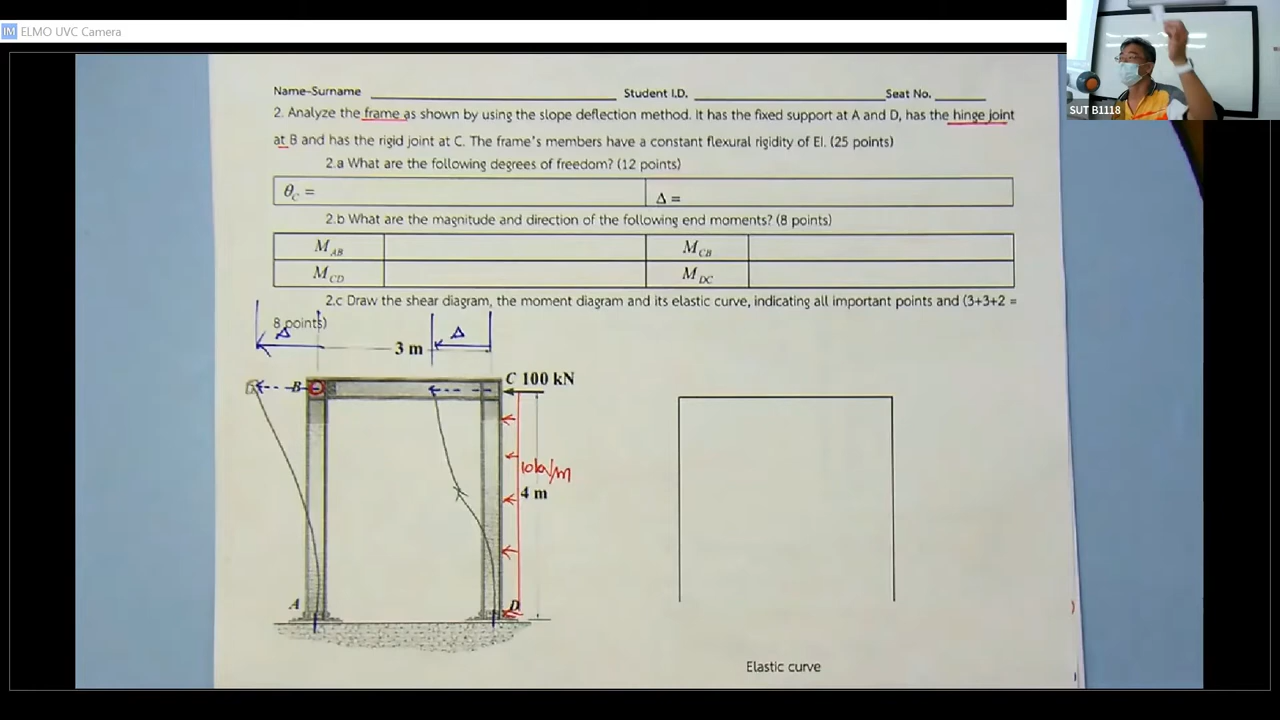 IM ELMO UVC Camera
SUT B1118
Name-Surname Student I.D. Seat No.
2. Analyze the frame as shown by using the slope deflection method. It has the fixed support at A and D, has the hinge joint
at B and has the rigid joint at C. The frame's members have a constant flexural rigidity of EI. (25 points)
2.a What are the following degrees of freedom? (12 points)
θC = Δ =
2.b What are the magnitude and direction of the following end moments? (8 points)
MAB MCB
MCD MDC
2.c Draw the shear diagram, the moment diagram and its elastic curve, indicating all important points and (3+3+2 =
8 points)
Δ Δ
3 m
B C 100 kN
10 kN/m
4 m
A D
Elastic curve